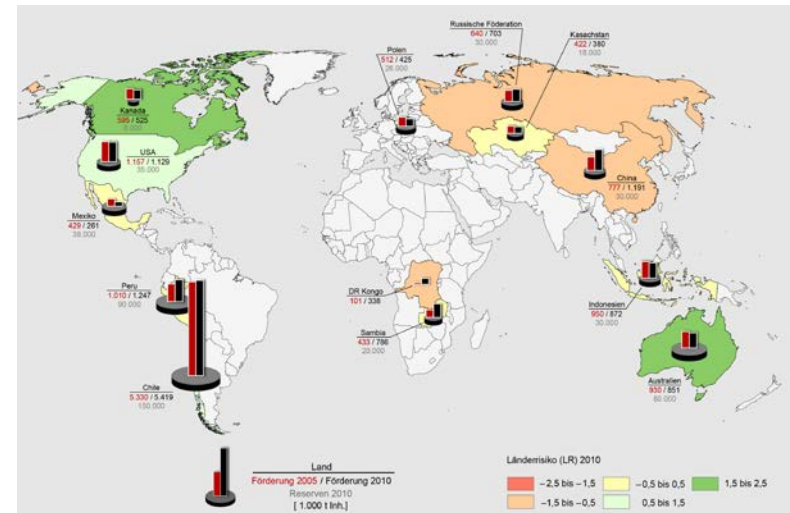 Russische Föderation
640 / 703
30.000
Kasachstan
422 / 380
18.000
Polen
512 / 425
26.000
Kanada
595 / 525
8.000
USA
1.157 / 1.129
35.000
China
777 / 1.191
30.000
Mexiko
429 / 261
38.000
Peru
1.010 / 1.247
90.000
DR Kongo
101 / 338
Indonesien
950 / 872
30.000
Sambia
433 / 786
20.000
Chile
5.330 / 5.419
150.000
Australien
930 / 851
80.000
Land
Förderung 2005 / Förderung 2010
Reserven 2010
[ 1.000 t Inh.]
Länderrisiko (LR) 2010
−2,5 bis −1,5
−0,5 bis 0,5
1,5 bis 2,5
−1,5 bis −0,5
0,5 bis 1,5